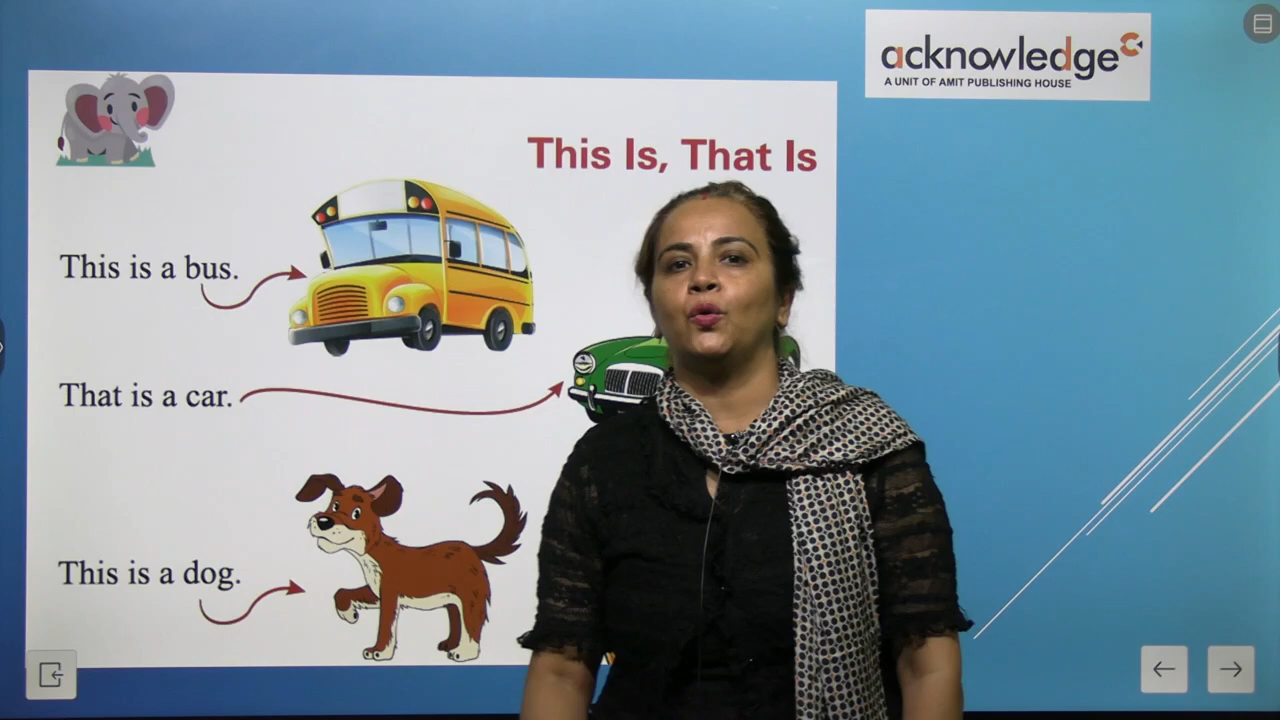 acknowledge
A UNIT OF AMIT PUBLISHING HOUSE
This Is, That Is
This is a bus.
That is a car.
This is a dog.